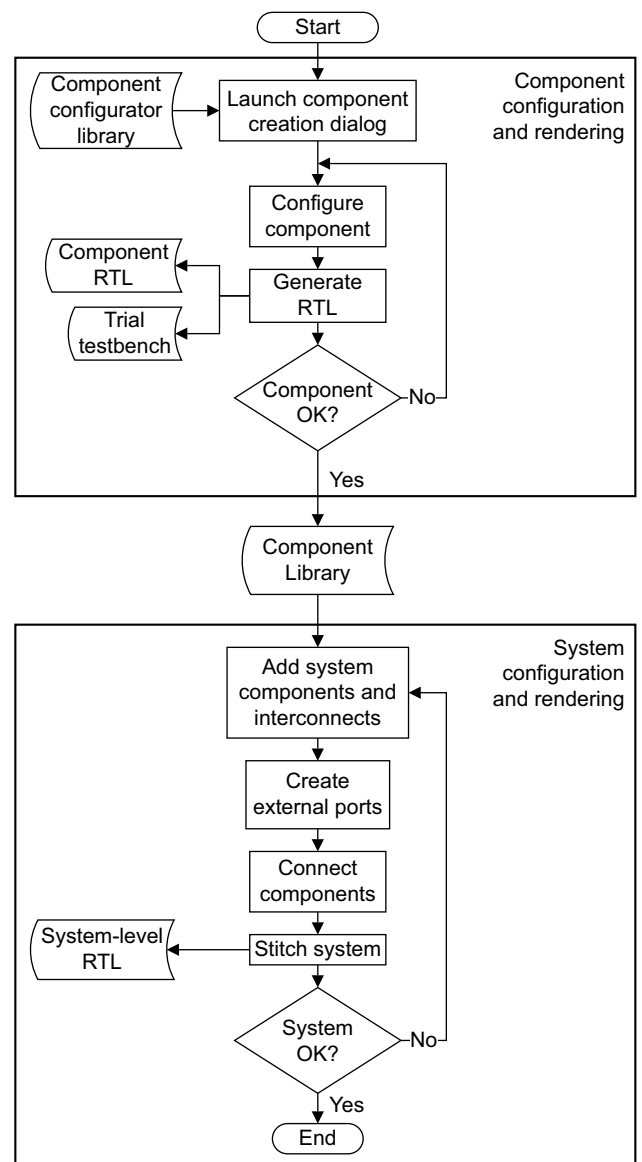 Start
Component
configuration
and rendering
Component
configurator
library
Launch component
creation dialog
Configure
component
Component
RTL
Generate
RTL
Trial
testbench
Component
OK?
No
Yes
Component
Library
System
configuration
and rendering
Add system
components and
interconnects
Create
external ports
Connect
components
System-level
RTL
Stitch system
System
OK?
No
Yes
End